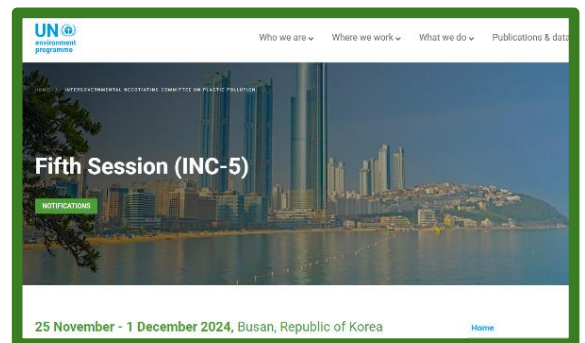 UN
environment
programme
Who we are Where we work What we do Publications & data
HOME / INTERGOVERNMENTAL NEGOTIATING COMMITTEE ON PLASTIC POLLUTION
Fifth Session (INC-5)
NOTIFICATIONS
25 November - 1 December 2024, Busan, Republic of Korea
Home